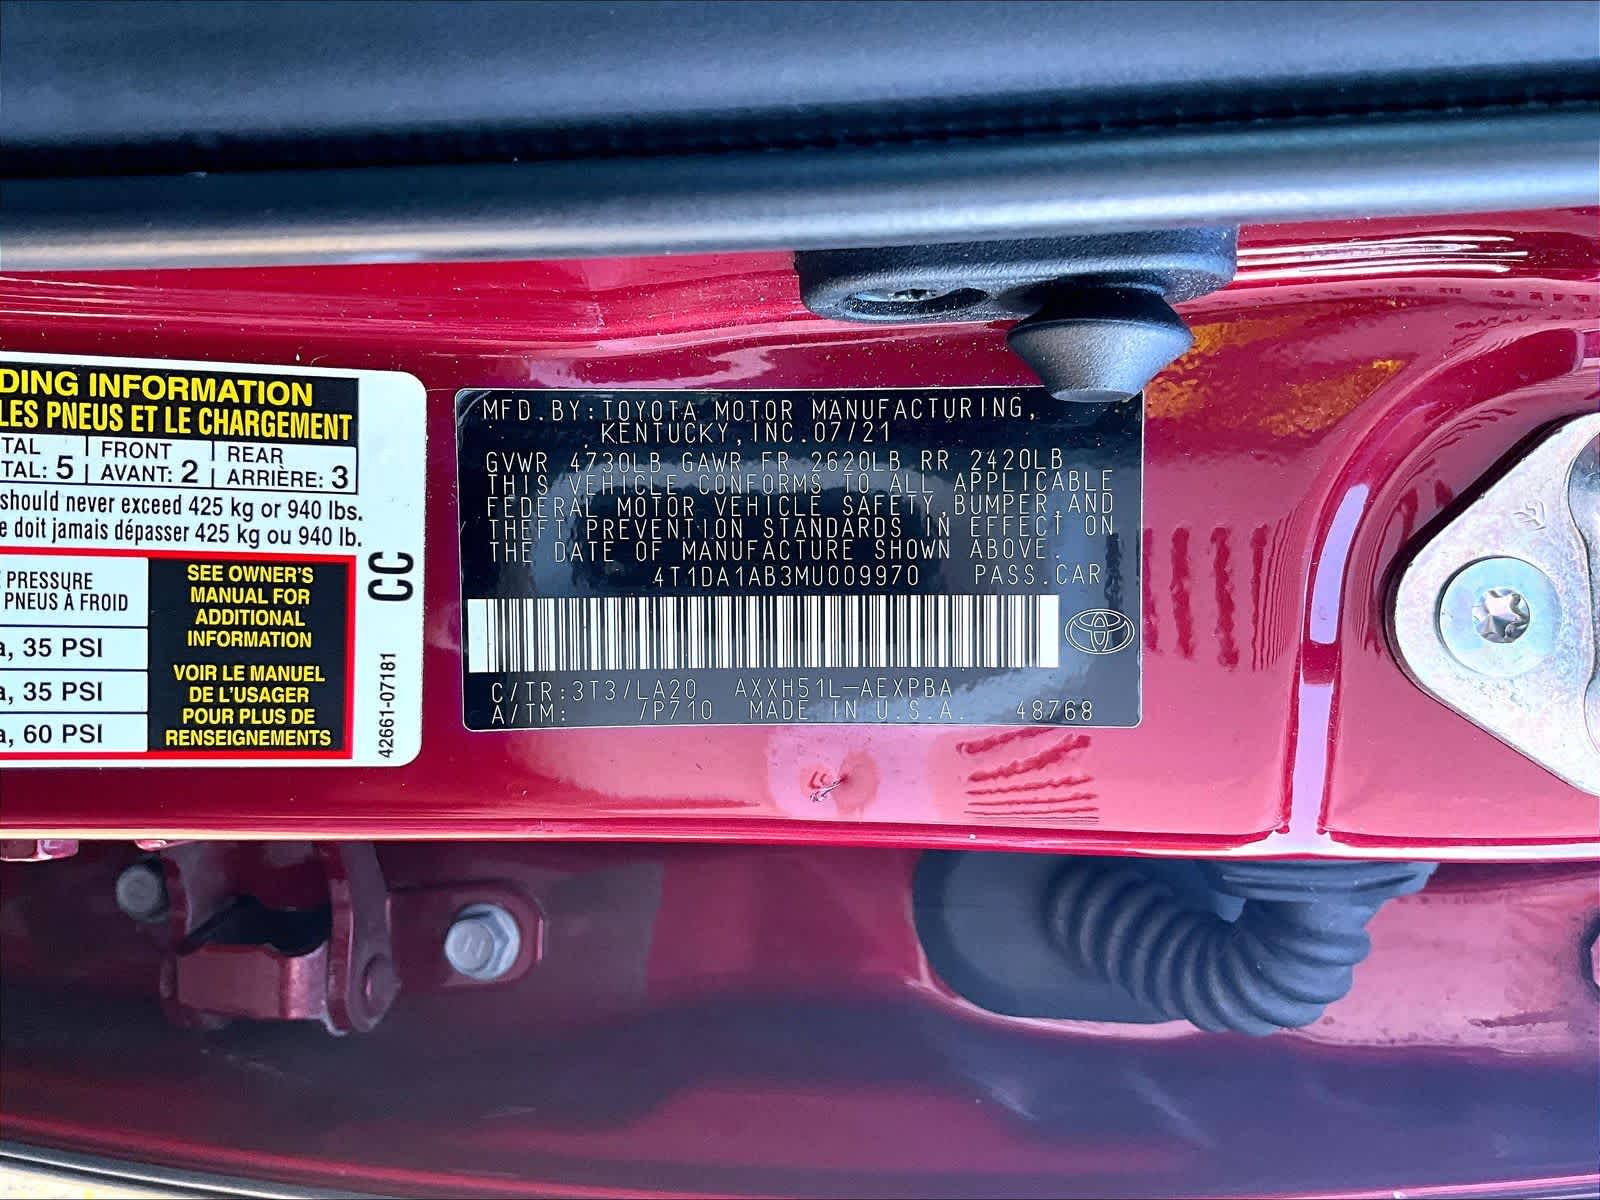 DING INFORMATION
LES PNEUS ET LE CHARGEMENT
TAL FRONT REAR
TAL: 5 AVANT: 2 ARRIÈRE: 3
should never exceed 425 kg or 940 lbs.
e doit jamais dépasser 425 kg ou 940 lb.
PRESSURE
PNEUS À FROID
a, 35 PSI
a, 35 PSI
a, 60 PSI
SEE OWNER'S
MANUAL FOR
ADDITIONAL
INFORMATION
VOIR LE MANUEL
DE L'USAGER
POUR PLUS DE
RENSEIGNEMENTS
CC
42661-07181
MFD.BY:TOYOTA MOTOR MANUFACTURING,
KENTUCKY,INC.07/21
GVWR 4730LB GAWR FR 2620LB RR 2420LB
THIS VEHICLE CONFORMS TO ALL APPLICABLE
FEDERAL MOTOR VEHICLE SAFETY,BUMPER,AND
THEFT PREVENTION STANDARDS IN EFFECT ON
THE DATE OF MANUFACTURE SHOWN ABOVE.
4T1DA1AB3MU009970 PASS.CAR
C/TR:3T3/LA20 AXXH51L-AEXPBA
A/TM: /P710 MADE IN U.S.A. 48768